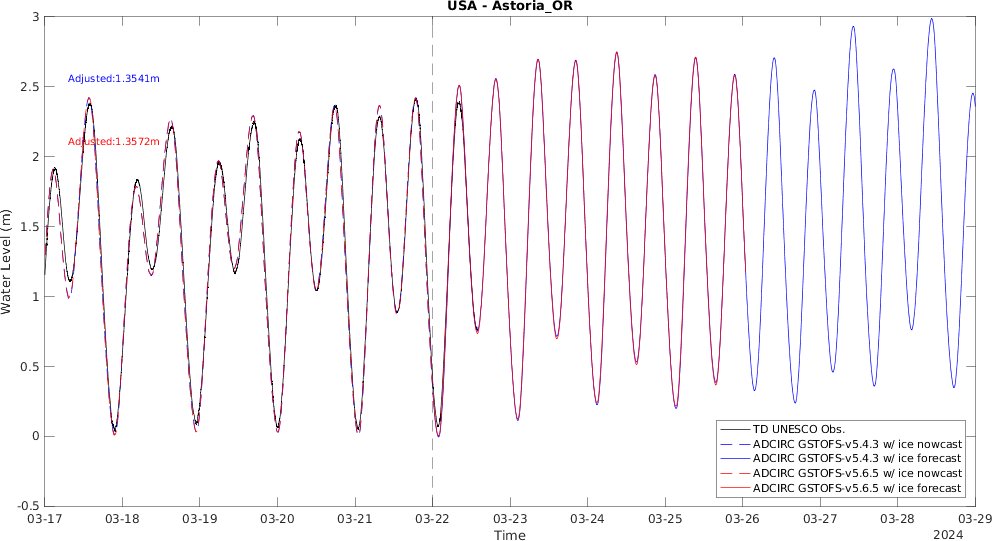 USA - Astoria_OR
3
2.5
2
1.5
1
0.5
0
-0.5
Water Level (m)
Adjusted:1.3541m
Adjusted:1.3572m
TD UNESCO Obs.
ADCIRC GSTOFS-v5.4.3 w/ ice nowcast
ADCIRC GSTOFS-v5.4.3 w/ ice forecast
ADCIRC GSTOFS-v5.6.5 w/ ice nowcast
ADCIRC GSTOFS-v5.6.5 w/ ice forecast
03-17 03-18 03-19 03-20 03-21 03-22 03-23 03-24 03-25 03-26 03-27 03-28 03-29
Time
2024